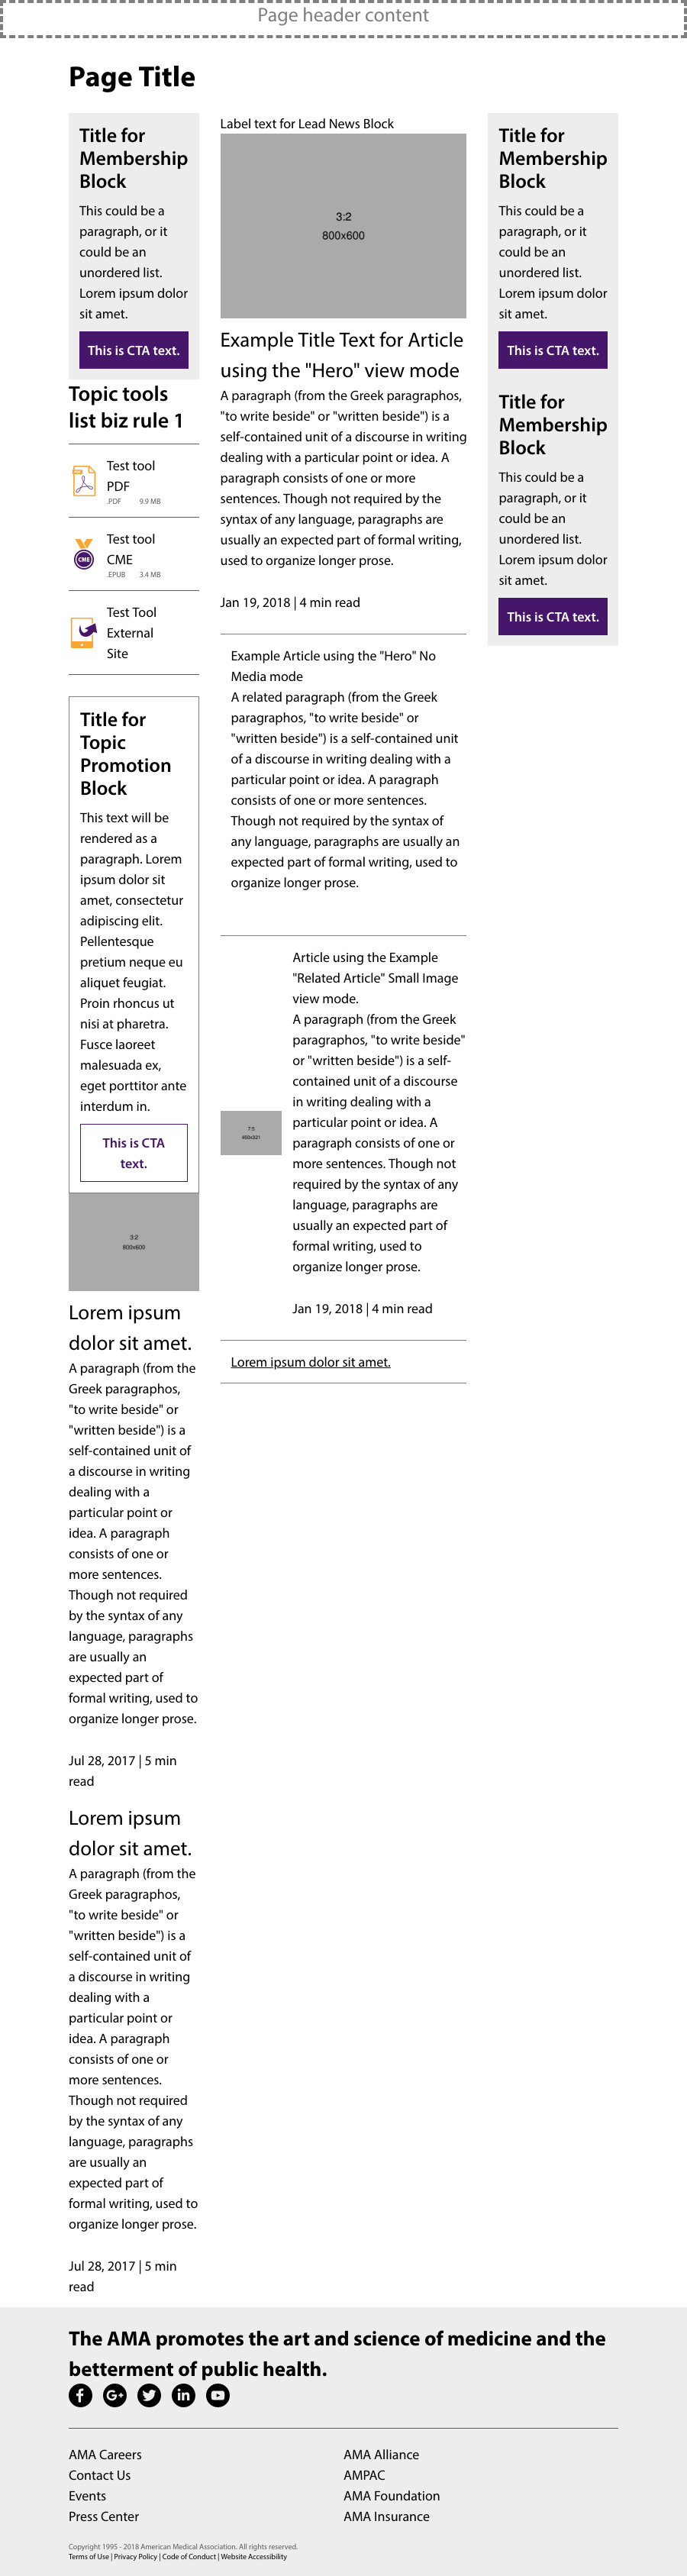 Page header content
Page Title
Title for
Membership
Block
This could be a
paragraph, or it
could be an
unordered list.
Lorem ipsum dolor
sit amet.
This is CTA text.
Topic tools
list biz rule 1
Test tool
PDF
.PDF 9.9 MB
CME
Test tool
CME
.EPUB 3.4 MB
Test Tool
External
Site
Title for
Topic
Promotion
Block
This text will be
rendered as a
paragraph. Lorem
ipsum dolor sit
amet, consectetur
adipiscing elit.
Pellentesque
pretium neque eu
aliquet feugiat.
Proin rhoncus ut
nisi at pharetra.
Fusce laoreet
malesuada ex,
eget porttitor ante
interdum in.
This is CTA
text.
3:2
800x600
Lorem ipsum
dolor sit amet.
A paragraph (from the
Greek paragraphos,
"to write beside" or
"written beside") is a
self-contained unit of
a discourse in writing
dealing with a
particular point or
idea. A paragraph
consists of one or
more sentences.
Though not required
by the syntax of any
language, paragraphs
are usually an
expected part of
formal writing, used to
organize longer prose.
Jul 28, 2017 | 5 min
read
Lorem ipsum
dolor sit amet.
A paragraph (from the
Greek paragraphos,
"to write beside" or
"written beside") is a
self-contained unit of
a discourse in writing
dealing with a
particular point or
idea. A paragraph
consists of one or
more sentences.
Though not required
by the syntax of any
language, paragraphs
are usually an
expected part of
formal writing, used to
organize longer prose.
Jul 28, 2017 | 5 min
read
Label text for Lead News Block
3:2
800x600
Example Title Text for Article
using the "Hero" view mode
A paragraph (from the Greek paragraphos,
"to write beside" or "written beside") is a
self-contained unit of a discourse in writing
dealing with a particular point or idea. A
paragraph consists of one or more
sentences. Though not required by the
syntax of any language, paragraphs are
usually an expected part of formal writing,
used to organize longer prose.
Jan 19, 2018 | 4 min read
Example Article using the "Hero" No
Media mode
A related paragraph (from the Greek
paragraphos, "to write beside" or
"written beside") is a self-contained unit
of a discourse in writing dealing with a
particular point or idea. A paragraph
consists of one or more sentences.
Though not required by the syntax of
any language, paragraphs are usually an
expected part of formal writing, used to
organize longer prose.
7:5
450x321
Article using the Example
"Related Article" Small Image
view mode.
A paragraph (from the Greek
paragraphos, "to write beside"
or "written beside") is a self-
contained unit of a discourse
in writing dealing with a
particular point or idea. A
paragraph consists of one or
more sentences. Though not
required by the syntax of any
language, paragraphs are
usually an expected part of
formal writing, used to
organize longer prose.
Jan 19, 2018 | 4 min read
Lorem ipsum dolor sit amet.
Title for
Membership
Block
This could be a
paragraph, or it
could be an
unordered list.
Lorem ipsum dolor
sit amet.
This is CTA text.
Title for
Membership
Block
This could be a
paragraph, or it
could be an
unordered list.
Lorem ipsum dolor
sit amet.
This is CTA text.
The AMA promotes the art and science of medicine and the
betterment of public health.
AMA Careers
Contact Us
Events
Press Center
AMA Alliance
AMPAC
AMA Foundation
AMA Insurance
Copyright 1995 - 2018 American Medical Association. All rights reserved.
Terms of Use | Privacy Policy | Code of Conduct | Website Accessibility